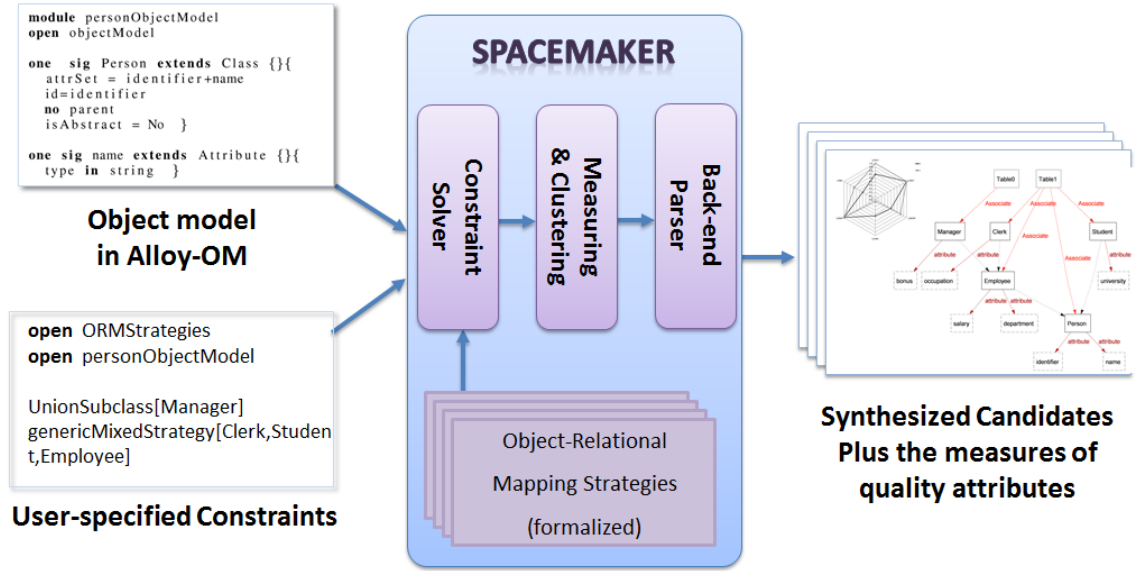 module personObjectModel
open objectModel
one sig Person extends Class {}{
attrSet = identifier+name
id=identifier
no parent
isAbstract = No }
one sig name extends Attribute {}{
type in string }
Object model
in Alloy-OM
open ORMStrategies
open personObjectModel
UnionSubclass[Manager]
genericMixedStrategy[Clerk,Studen
t,Employee]
User-specified Constraints
SPACEMAKER
Constraint
Solver
Measuring
& Clustering
Back-end
Parser
Object-Relational
Mapping Strategies
(formalized)
Table0
Table1
Associate
Associate
Associate
Associate
Manager
Clerk
Student
Associate
attribute
attribute
attribute
bonus
occupation
Employee
university
attribute
attribute
salary
department
Person
attribute
attribute
identifier
name
Synthesized Candidates
Plus the measures of
quality attributes